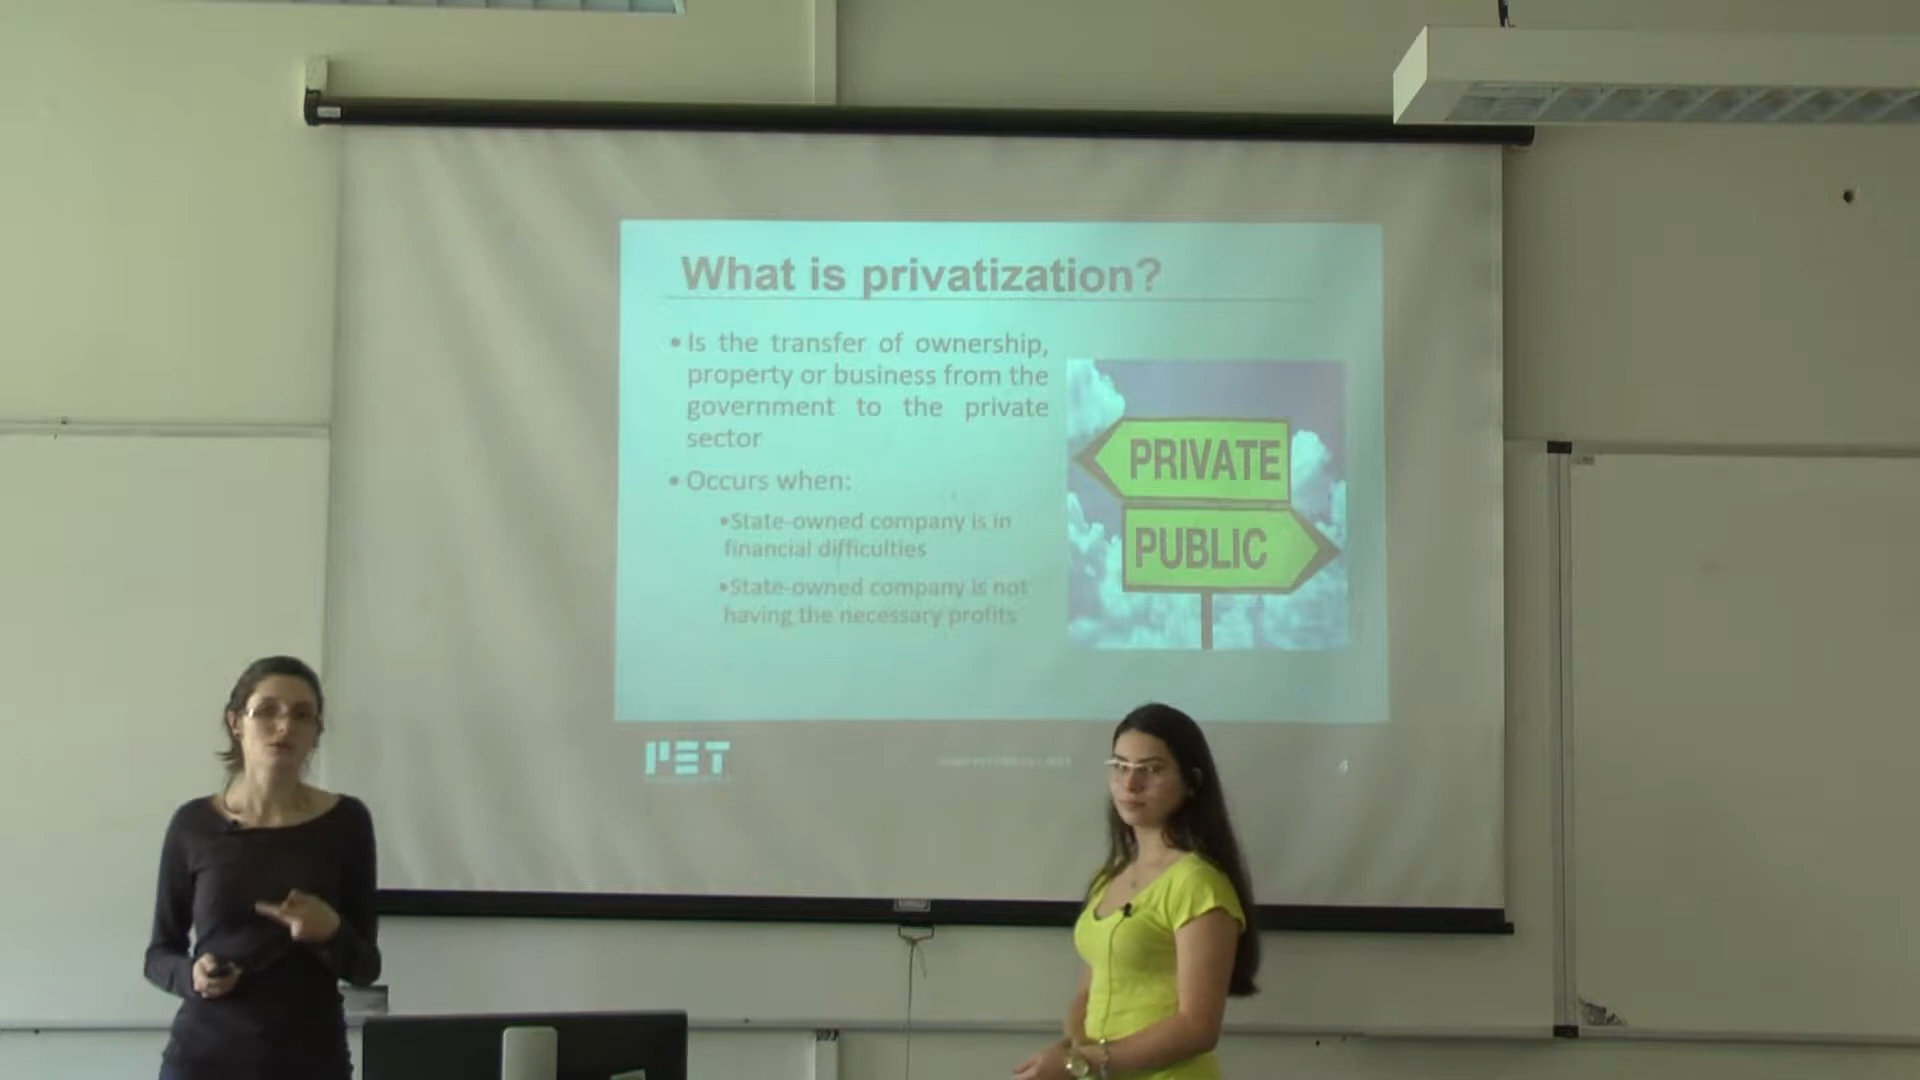 What is privatization?
•Is the transfer of ownership,
property or business from the
government to the private
sector
•Occurs when:
•State-owned company is in
financial difficulties
•State-owned company is not
having the necessary profits
PRIVATE
PUBLIC
PET
4